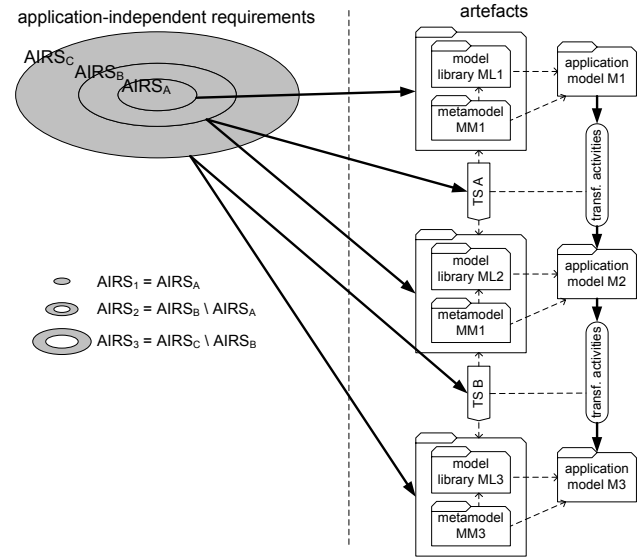 application-independent requirements
artefacts
AIRSC
AIRSB
AIRSA
AIRS1 = AIRSA
AIRS2 = AIRSB \ AIRSA
AIRS3 = AIRSC \ AIRSB
model
library ML1
metamodel
MM1
application
model M1
TS A
transf. activities
model
library ML2
metamodel
MM1
application
model M2
TS B
transf. activities
model
library ML3
metamodel
MM3
application
model M3